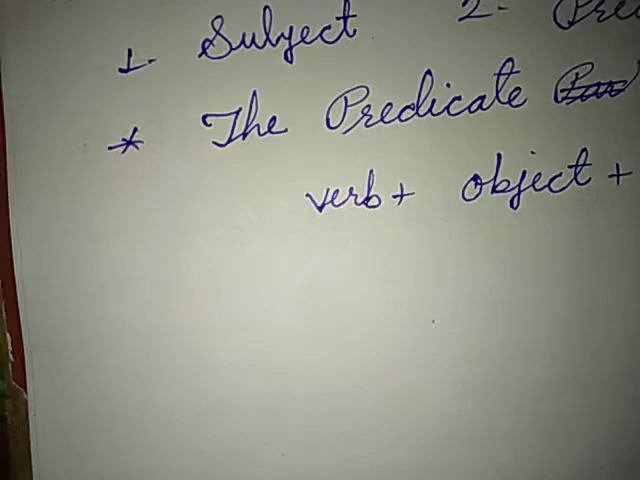 1. Subject 2.
* The Predicate
verb + object +